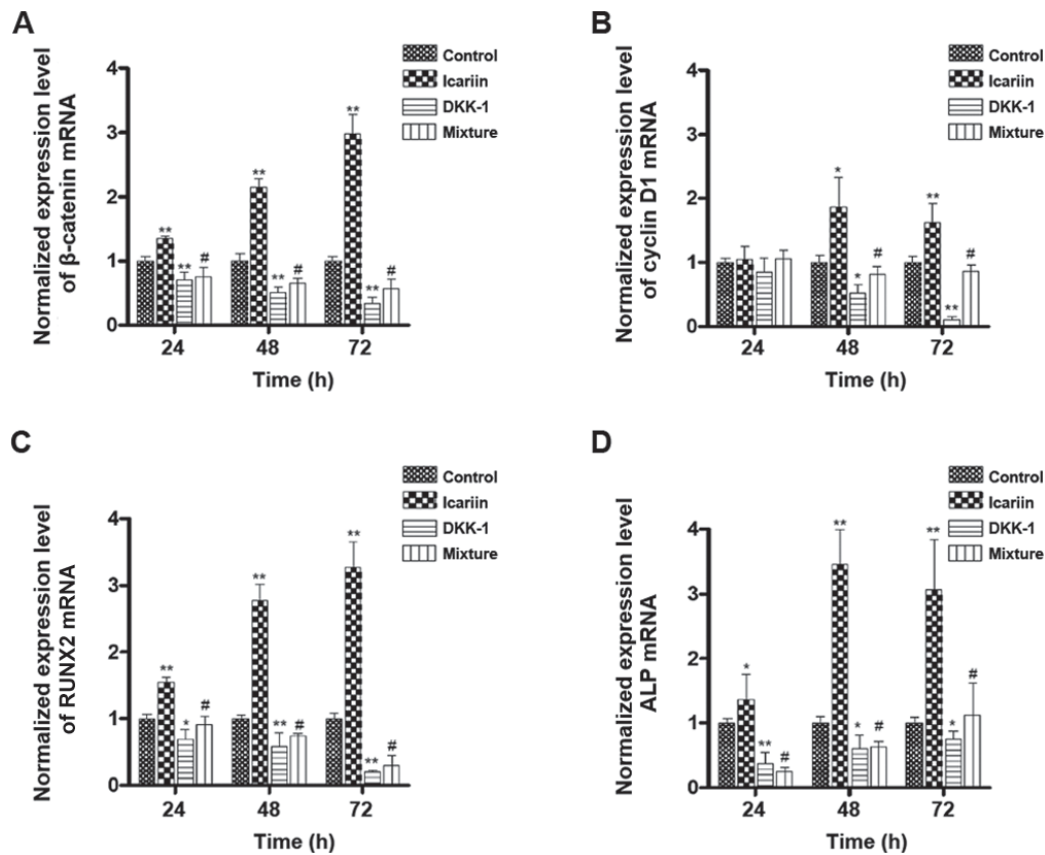 A
Normalized expression level
of β-catenin mRNA
4
3
2
1
0
**
**
**
**
#
**
#
**
#
24
48
72
Time (h)
Control
Icariin
DKK-1
Mixture
B
Normalized expression level
of cyclin D1 mRNA
4
3
2
1
0
*
**
*
#
**
#
24
48
72
Time (h)
Control
Icariin
DKK-1
Mixture
C
Normalized expression level
of RUNX2 mRNA
4
3
2
1
0
**
**
**
*
#
**
#
**
#
24
48
72
Time (h)
Control
Icariin
DKK-1
Mixture
D
Normalized expression level
ALP mRNA
4
3
2
1
0
*
**
**
**
#
*
#
*
#
24
48
72
Time (h)
Control
Icariin
DKK-1
Mixture